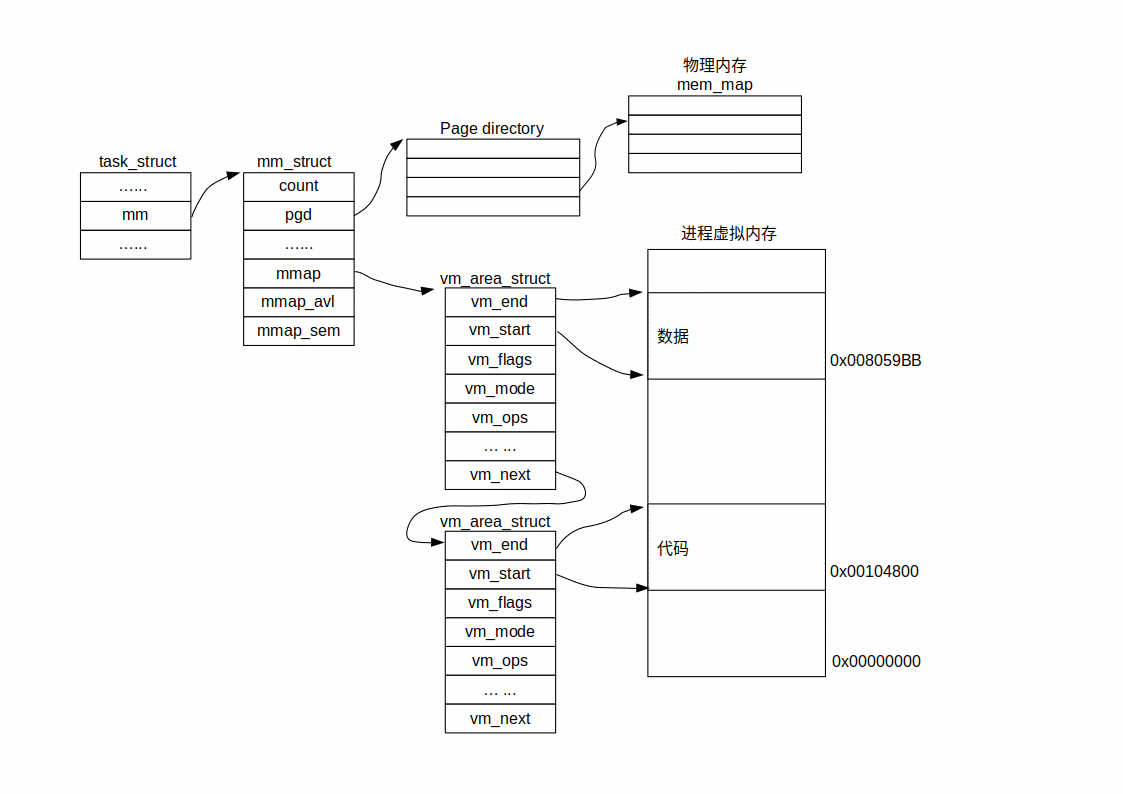 物理内存
mem_map
Page directory
task_struct
…...
mm
…...
mm_struct
count
pgd
…...
mmap
mmap_avl
mmap_sem
vm_area_struct
vm_end
vm_start
vm_flags
vm_mode
vm_ops
… ...
vm_next
vm_area_struct
vm_end
vm_start
vm_flags
vm_mode
vm_ops
… ...
vm_next
进程虚拟内存
数据
0x008059BB
代码
0x00104800
0x00000000